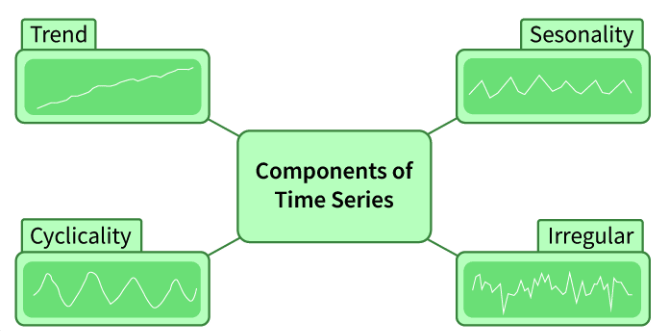 Trend
Sesonality
Components of
Time Series
Cyclicality
Irregular